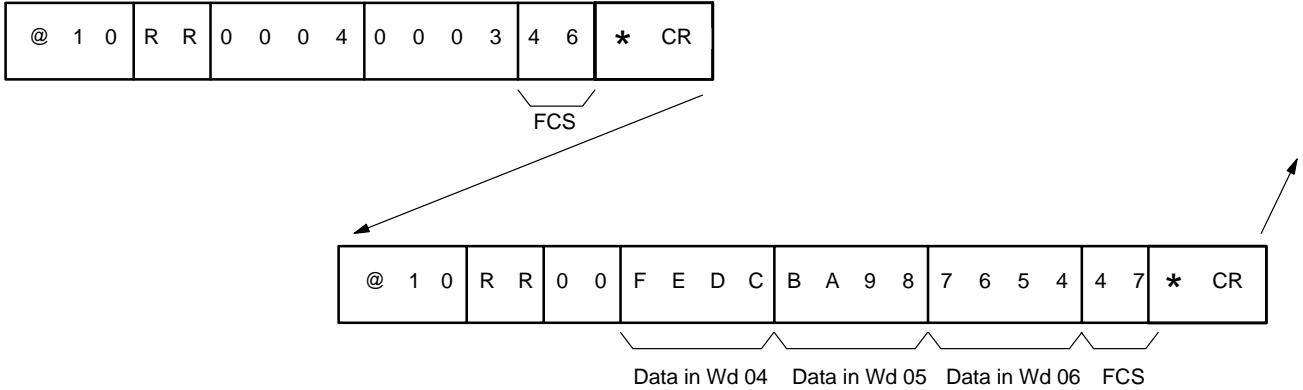 @ 1 0 R R 0 0 0 4 0 0 0 3 4 6 * CR
FCS
@ 1 0 R R 0 0 F E D C B A 9 8 7 6 5 4 4 7 * CR
Data in Wd 04 Data in Wd 05 Data in Wd 06 FCS